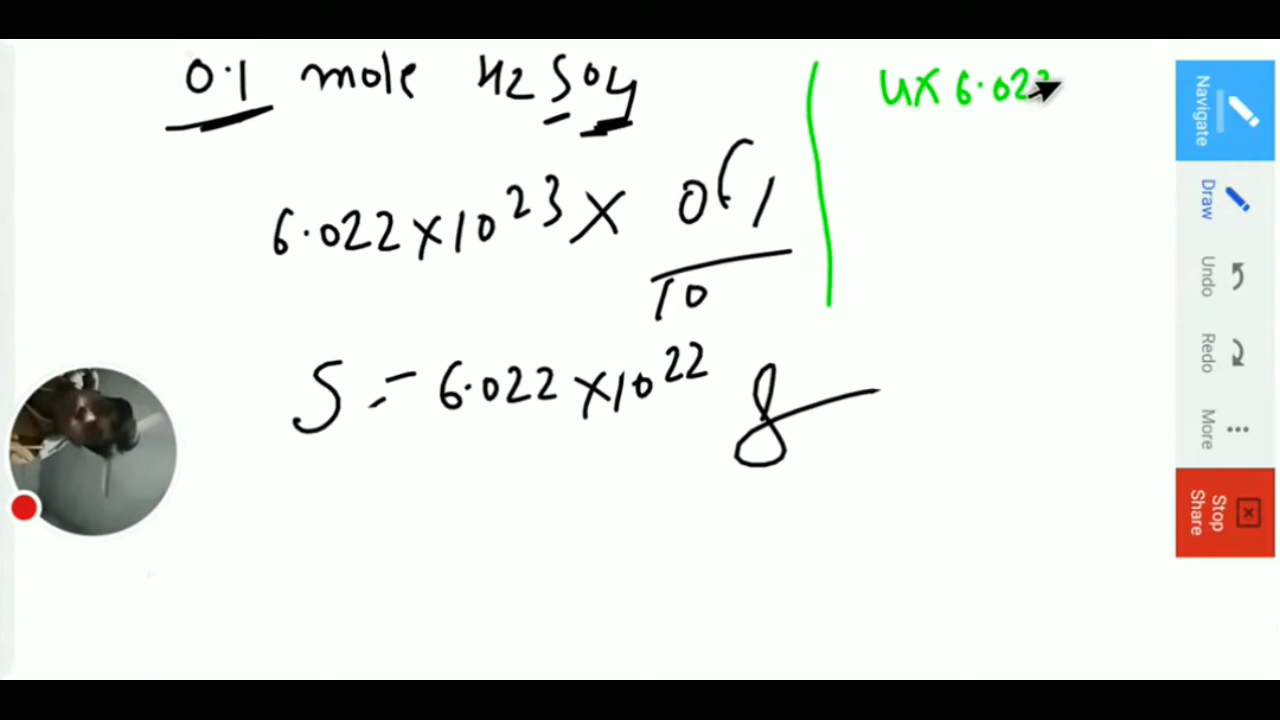 0.1 mole H2SO4
6.022×10^23 × 0.1
10
S = 6.022×10^22
4×6.022
Navigate
Draw
Undo
Redo
More
Stop
Share